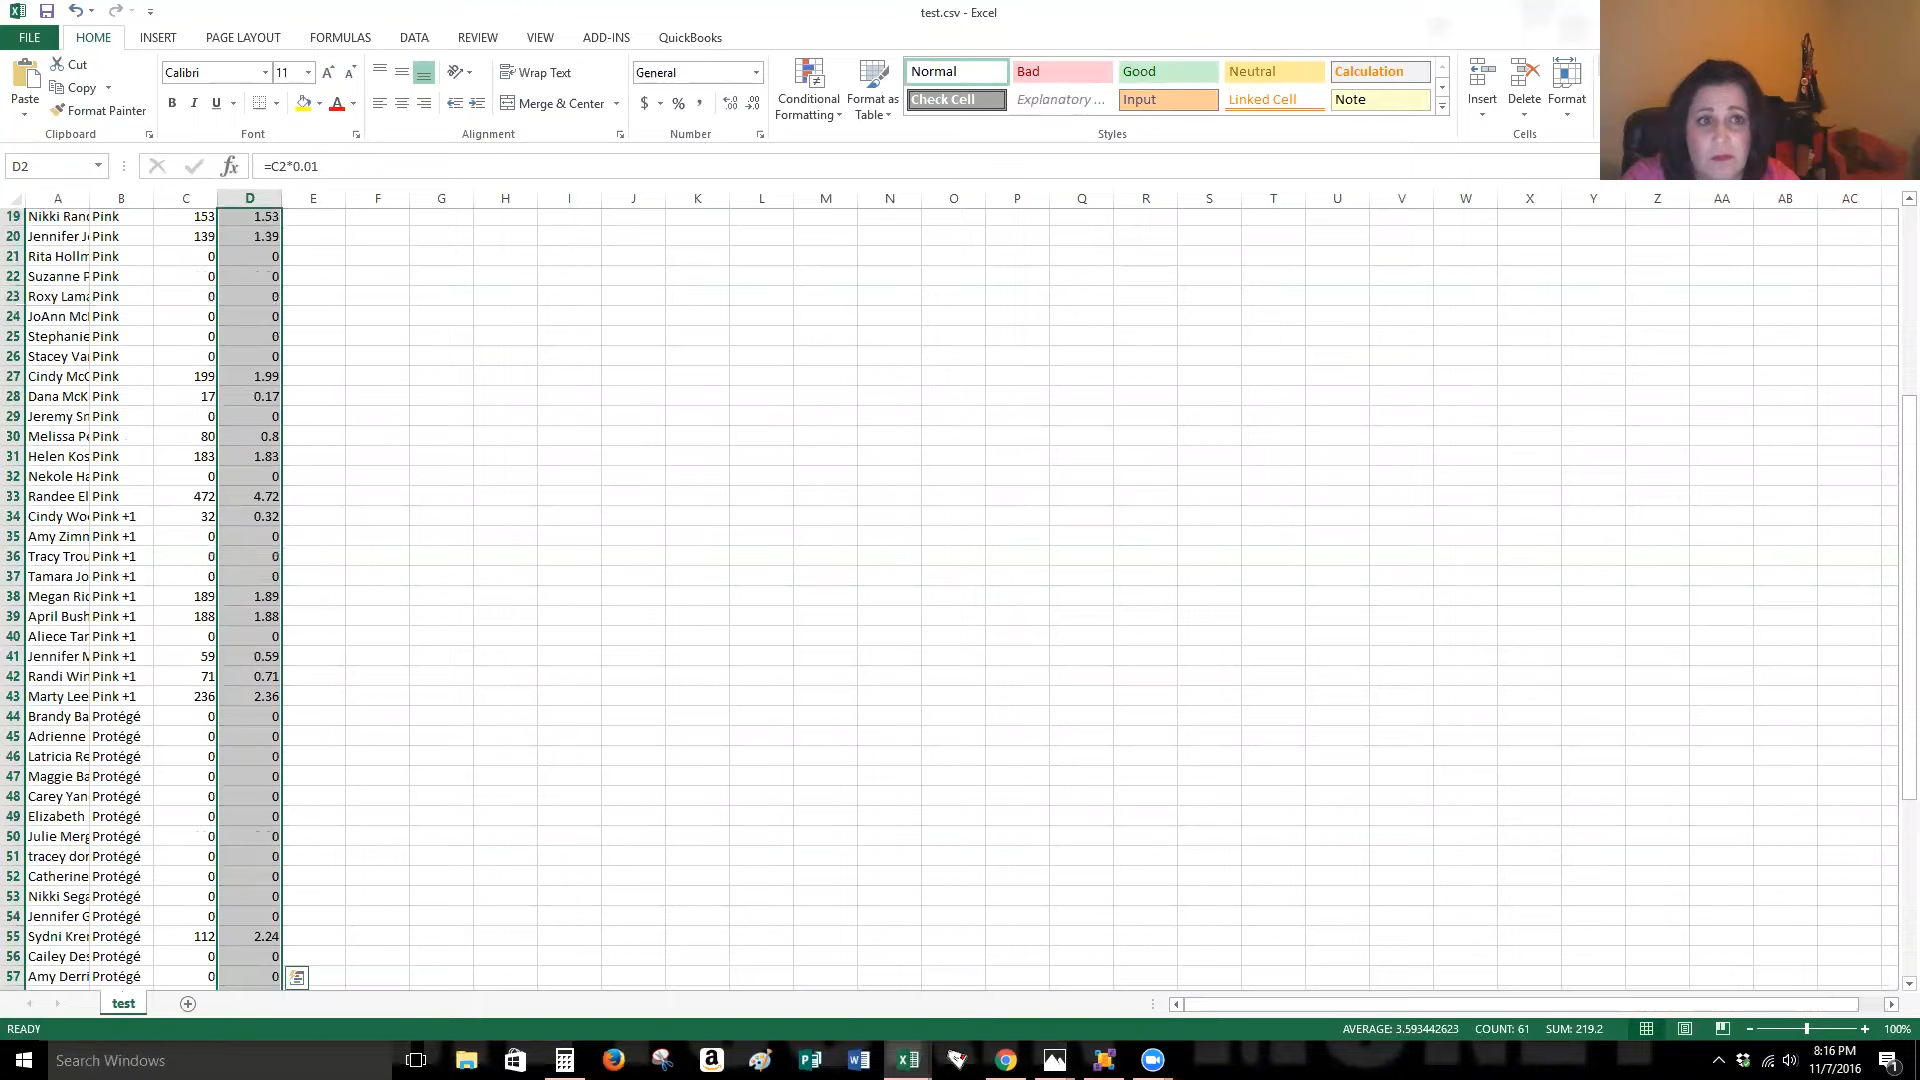 test.csv - Excel
FILE HOME INSERT PAGE LAYOUT FORMULAS DATA REVIEW VIEW ADD-INS QuickBooks
Cut
Copy
Format Painter
Paste
Calibri 11
B I U
Wrap Text
Merge & Center
General
$ % ,
Conditional Formatting
Format as Table
Normal Bad Good Neutral Calculation
Check Cell Explanatory ... Input Linked Cell Note
Insert Delete Format
Clipboard Font Alignment Number Styles Cells
D2 fx =C2*0.01
A B C D E F G H I J K L M N O P Q R S T U V W X Y Z AA AB AC
19 Nikki Rand Pink 153 1.53
20 Jennifer Jo Pink 139 1.39
21 Rita Hollm Pink 0 0
22 Suzanne P Pink 0 0
23 Roxy Lama Pink 0 0
24 JoAnn McI Pink 0 0
25 Stephanie Pink 0 0
26 Stacey Var Pink 0 0
27 Cindy McC Pink 199 1.99
28 Dana McK Pink 17 0.17
29 Jeremy Sn Pink 0 0
30 Melissa Pe Pink 80 0.8
31 Helen Kos Pink 183 1.83
32 Nekole Ha Pink 0 0
33 Randee El Pink 472 4.72
34 Cindy Woo Pink +1 32 0.32
35 Amy Zimn Pink +1 0 0
36 Tracy Trou Pink +1 0 0
37 Tamara Jo Pink +1 0 0
38 Megan Ric Pink +1 189 1.89
39 April Bush Pink +1 188 1.88
40 Aliece Tar Pink +1 0 0
41 Jennifer M Pink +1 59 0.59
42 Randi Win Pink +1 71 0.71
43 Marty Lee Pink +1 236 2.36
44 Brandy Ba Protégé 0 0
45 Adrienne Protégé 0 0
46 Latricia Re Protégé 0 0
47 Maggie Ba Protégé 0 0
48 Carey Yan Protégé 0 0
49 Elizabeth Protégé 0 0
50 Julie Merg Protégé 0 0
51 tracey dor Protégé 0 0
52 Catherine Protégé 0 0
53 Nikki Sega Protégé 0 0
54 Jennifer G Protégé 0 0
55 Sydni Krer Protégé 112 2.24
56 Cailey Des Protégé 0 0
57 Amy Derri Protégé 0 0
test
READY AVERAGE: 3.593442623 COUNT: 61 SUM: 219.2 100%
Search Windows
8:16 PM
11/7/2016